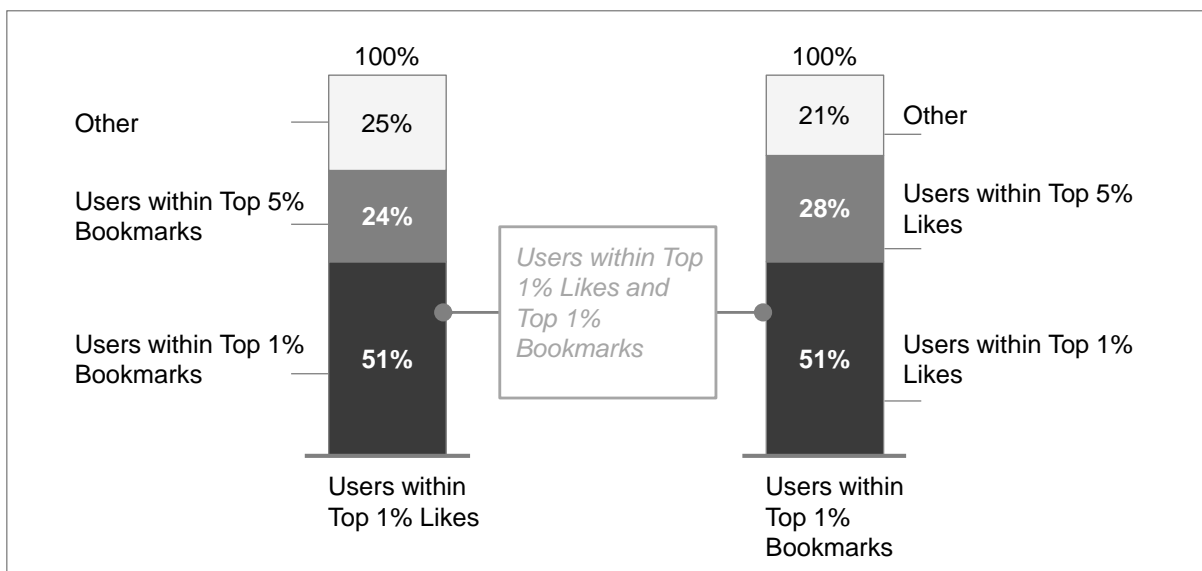 100%
Other
25%
Users within Top 5%
Bookmarks
24%
Users within Top 1%
Bookmarks
51%
Users within
Top 1% Likes
Users within Top
1% Likes and
Top 1%
Bookmarks
100%
21%
Other
28%
Users within Top 5%
Likes
51%
Users within Top 1%
Likes
Users within
Top 1%
Bookmarks